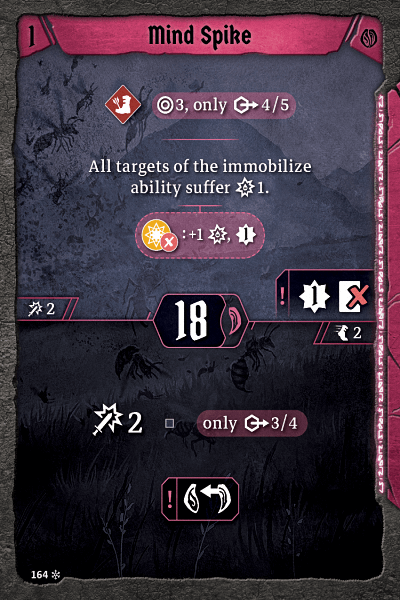 1 Mind Spike
3, only 4/5
All targets of the immobilize
ability suffer 1.
:+1 , 1
! 1
2
18
2
2 only 3/4
!
164